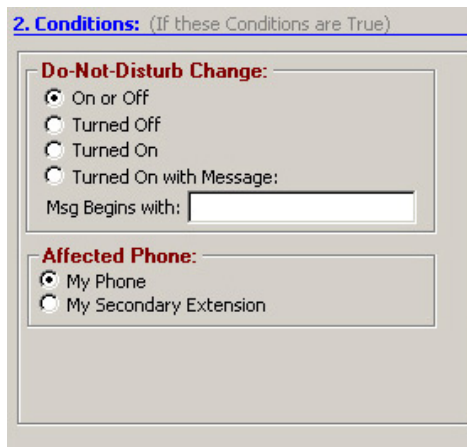 2. Conditions: (If these Conditions are True)
Do-Not-Disturb Change:
On or Off
Turned Off
Turned On
Turned On with Message:
Msg Begins with:
Affected Phone:
My Phone
My Secondary Extension